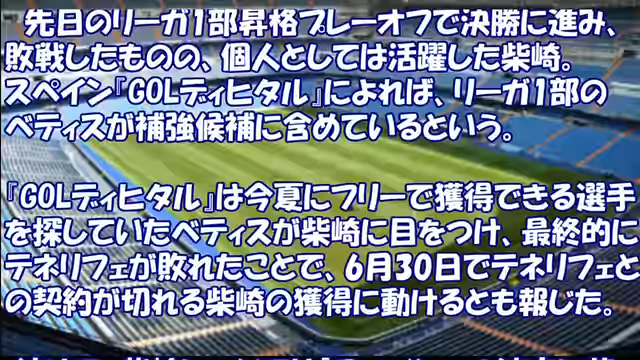 先日のリーガ1部昇格プレーオフで決勝に進み、
敗戦したものの、個人としては活躍した柴崎。
スペイン『GOLディヒタル』によれば、リーガ1部の
ベティスが補強候補に含めているという。
『GOLディヒタル』は今夏にフリーで獲得できる選手
を探していたベティスが柴崎に目をつけ、最終的に
テネリフェが敗れたことで、6月30日でテネリフェと
の契約が切れる柴崎の獲得に動けるとも報じた。